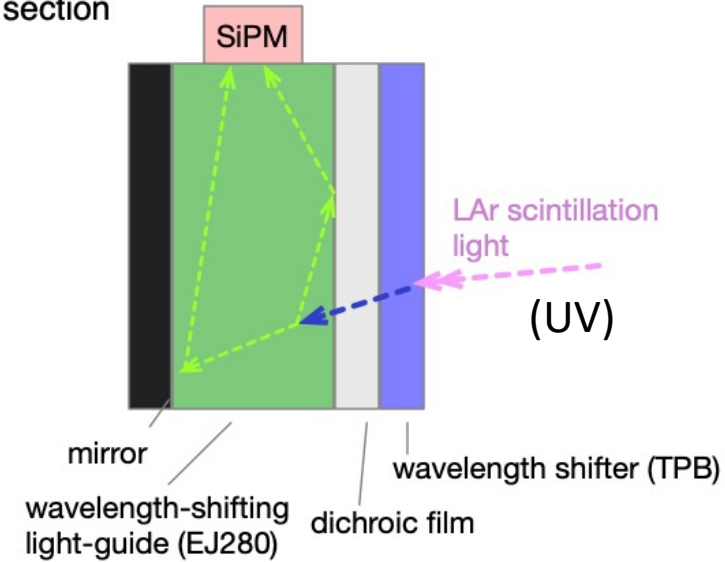 section
SiPM
LAr scintillation
light
(UV)
mirror
wavelength shifter (TPB)
wavelength-shifting
light-guide (EJ280)
dichroic film